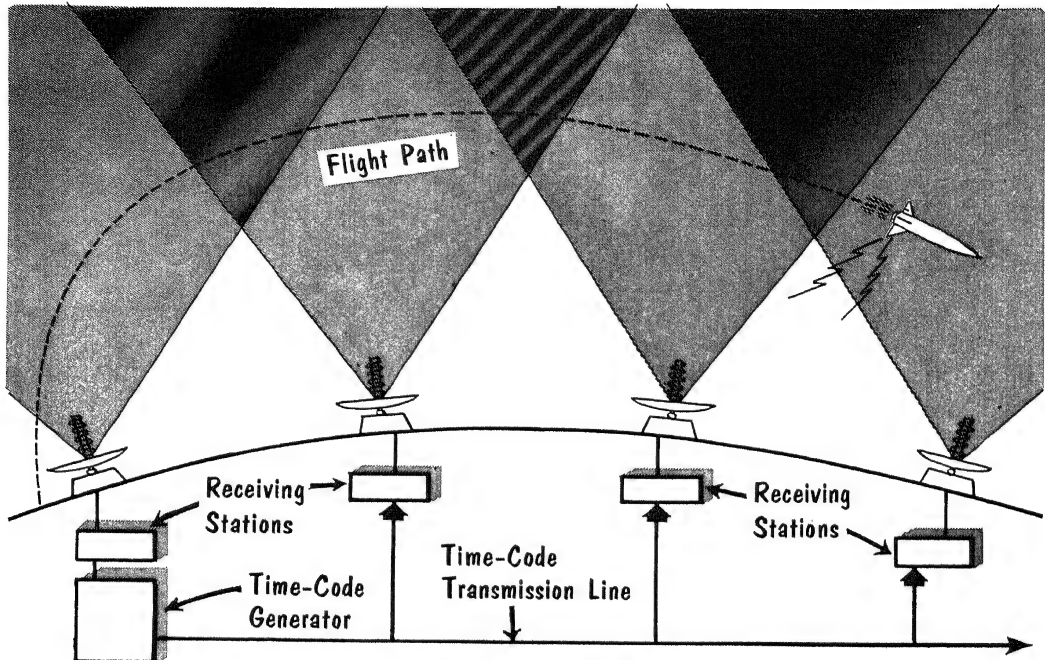 Flight Path
Receiving
Stations
Receiving
Stations
Time-Code
Generator
Time-Code
Transmission Line